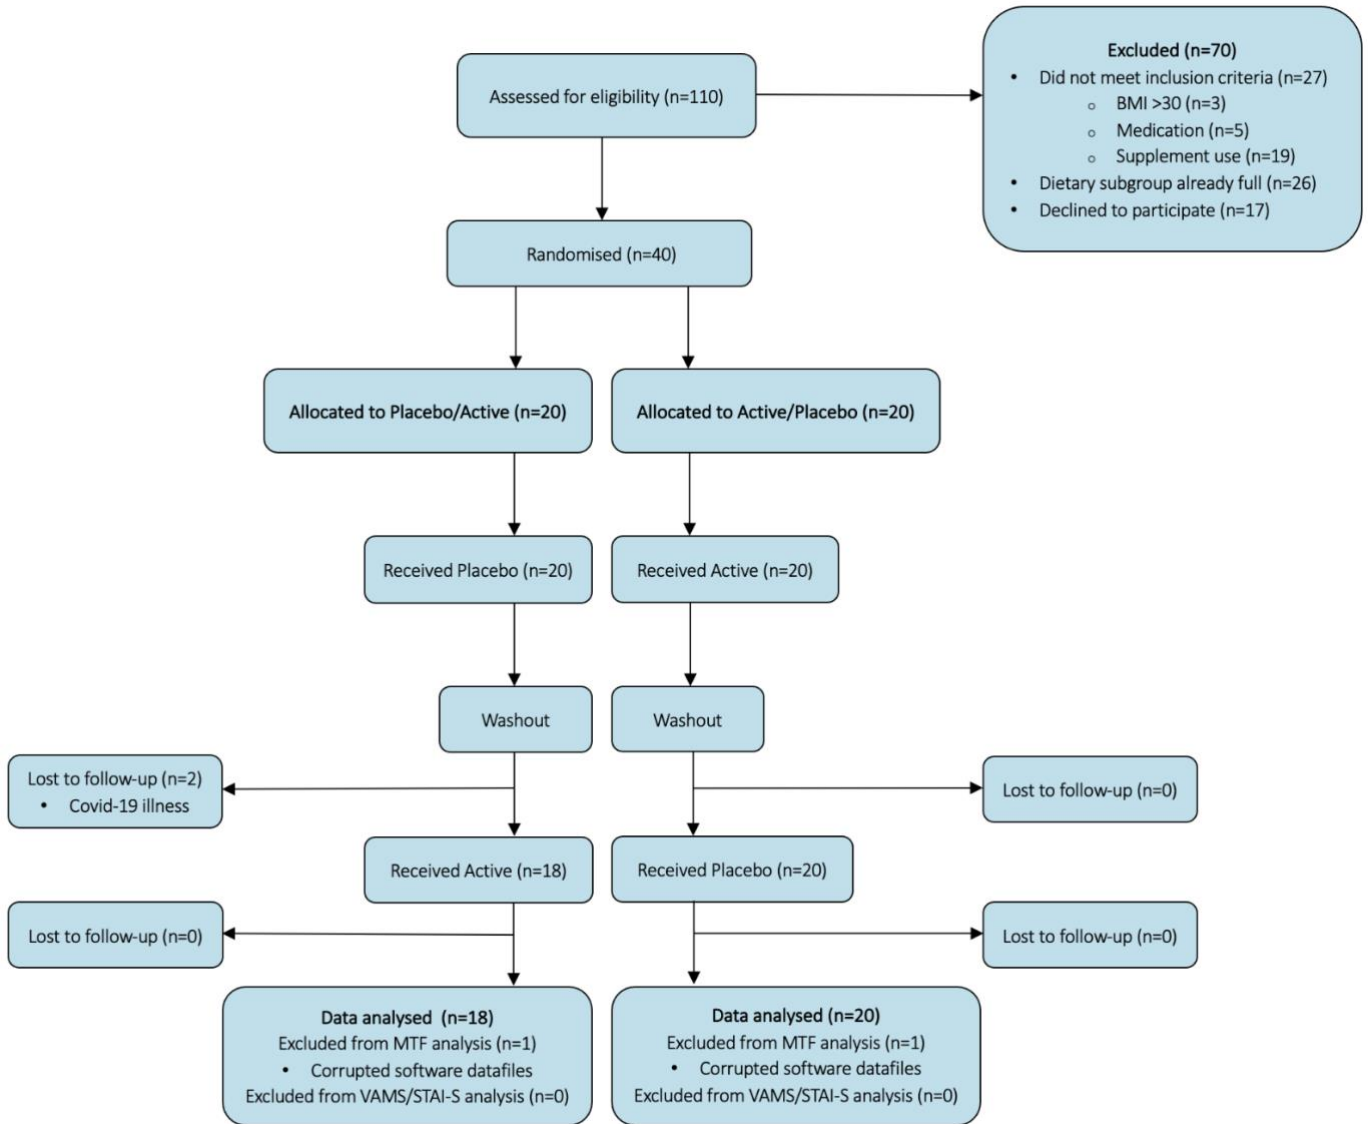 Assessed for eligibility (n=110)
Excluded (n=70)
• Did not meet inclusion criteria (n=27)
o BMI >30 (n=3)
o Medication (n=5)
o Supplement use (n=19)
• Dietary subgroup already full (n=26)
• Declined to participate (n=17)
Randomised (n=40)
Allocated to Placebo/Active (n=20)
Allocated to Active/Placebo (n=20)
Received Placebo (n=20)
Received Active (n=20)
Washout
Washout
Lost to follow-up (n=2)
• Covid-19 illness
Lost to follow-up (n=0)
Received Active (n=18)
Received Placebo (n=20)
Lost to follow-up (n=0)
Lost to follow-up (n=0)
Data analysed (n=18)
Excluded from MTF analysis (n=1)
• Corrupted software datafiles
Excluded from VAMS/STAI-S analysis (n=0)
Data analysed (n=20)
Excluded from MTF analysis (n=1)
• Corrupted software datafiles
Excluded from VAMS/STAI-S analysis (n=0)